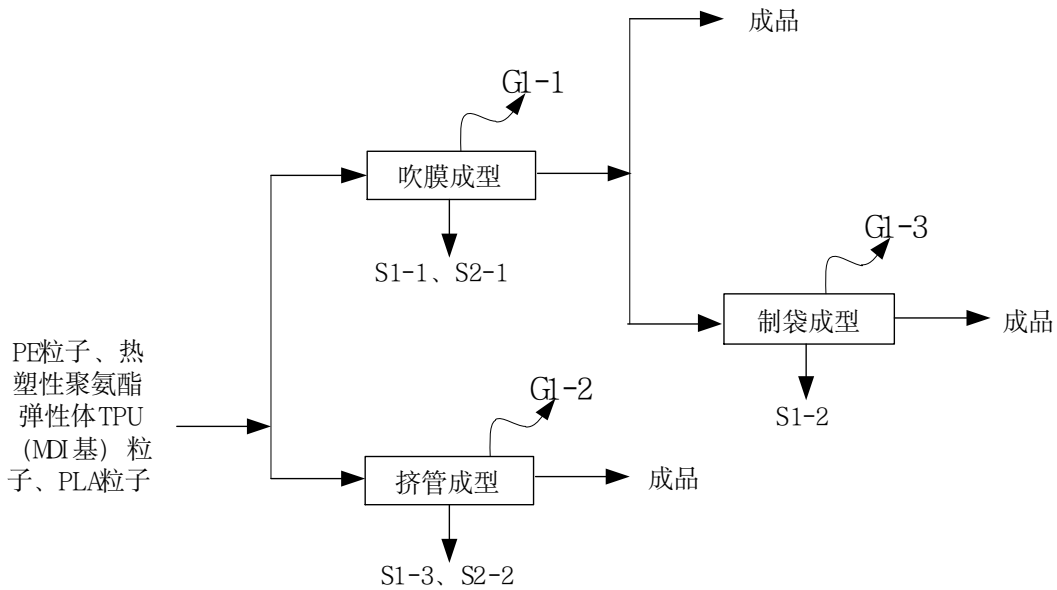 成品
G1-1
吹膜成型
S1-1、S2-1
G1-3
制袋成型
成品
S1-2
PE粒子、热
塑性聚氨酯
弹性体TPU
（MDI基）粒
子、PLA粒子
G1-2
挤管成型
成品
S1-3、S2-2